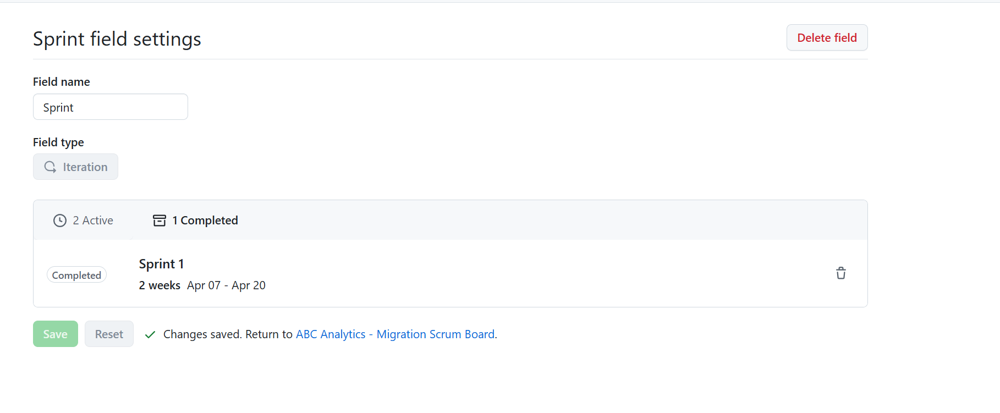 Sprint field settings
Delete field
Field name
Sprint
Field type
Iteration
2 Active
1 Completed
Completed
Sprint 1
2 weeks Apr 07 - Apr 20
Save
Reset
Changes saved. Return to ABC Analytics - Migration Scrum Board.